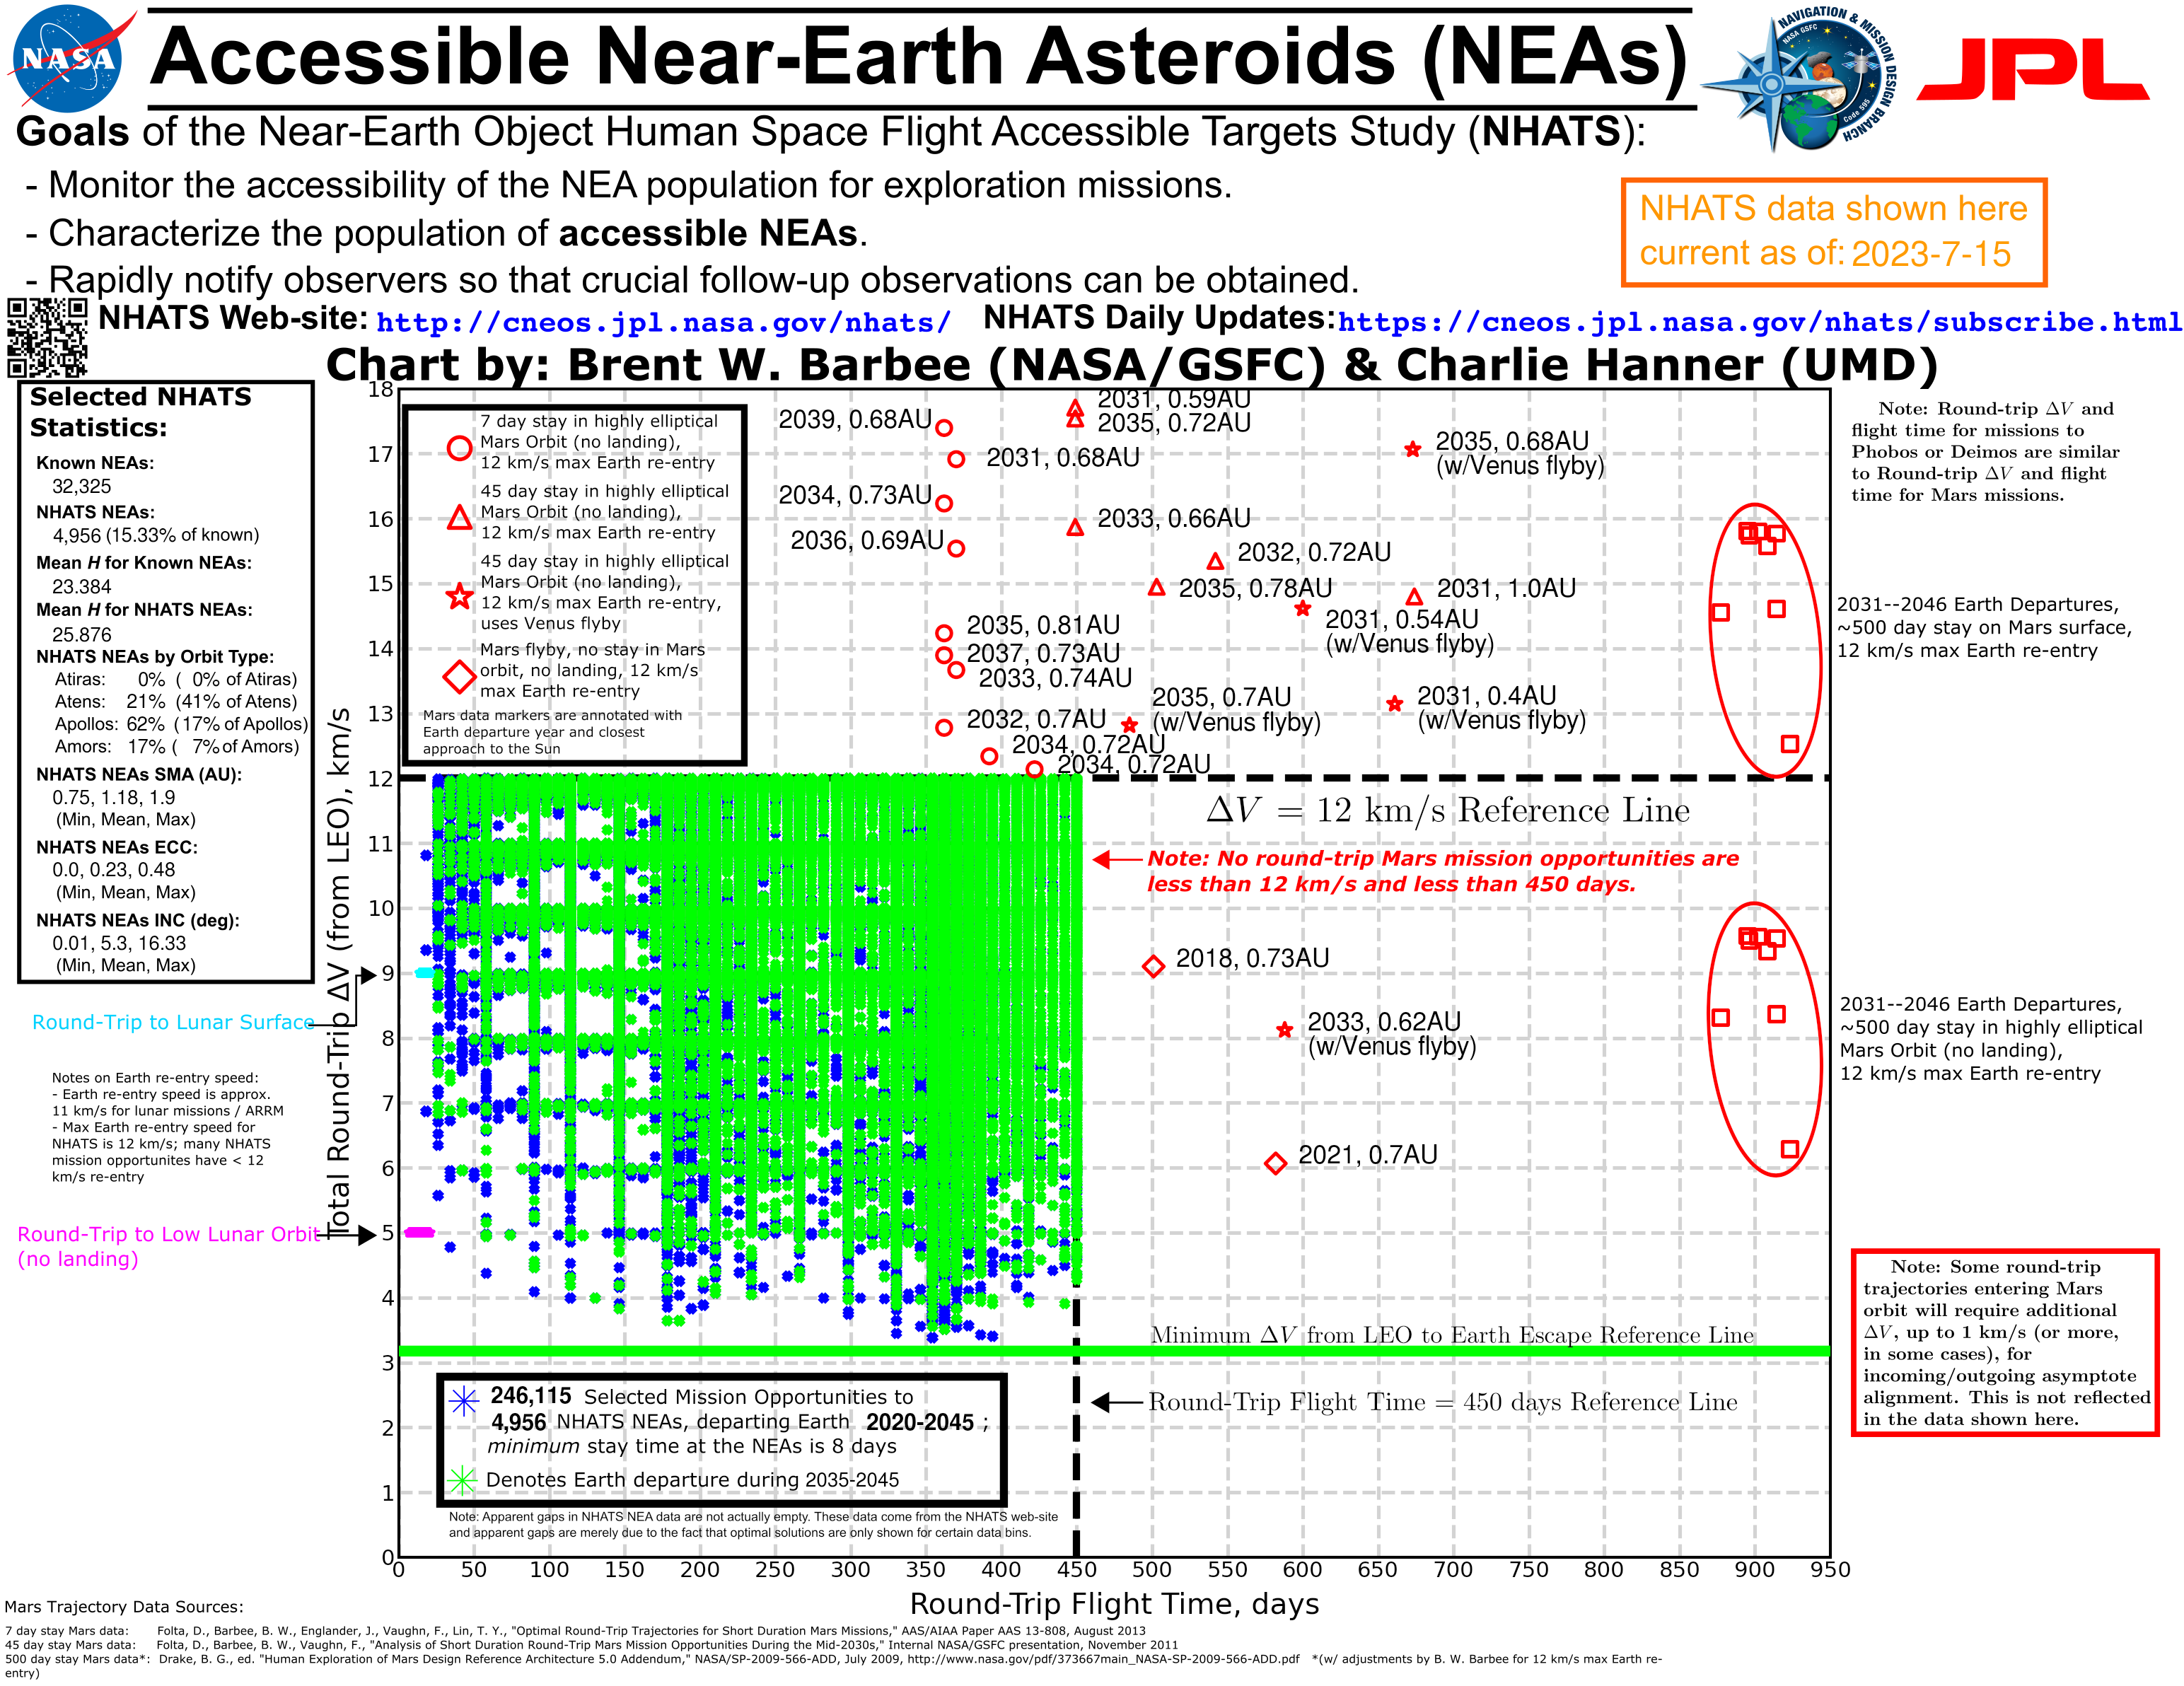 NASA
Accessible Near-Earth Asteroids (NEAs)
NAVIGATION & MISSION DESIGN BRANCH
NASA GSFC
Code 595
JPL
Goals of the Near-Earth Object Human Space Flight Accessible Targets Study (NHATS):
- Monitor the accessibility of the NEA population for exploration missions.
- Characterize the population of accessible NEAs.
- Rapidly notify observers so that crucial follow-up observations can be obtained.
NHATS data shown here
current as of: 2023-7-15
NHATS Web-site: http://cneos.jpl.nasa.gov/nhats/ NHATS Daily Updates: https://cneos.jpl.nasa.gov/nhats/subscribe.html
Chart by: Brent W. Barbee (NASA/GSFC) & Charlie Hanner (UMD)
Selected NHATS
Statistics:
Known NEAs:
32,325
NHATS NEAs:
4,956 (15.33% of known)
Mean H for Known NEAs:
23.384
Mean H for NHATS NEAs:
25.876
NHATS NEAs by Orbit Type:
Atiras: 0% ( 0% of Atiras)
Atens: 21% (41% of Atens)
Apollos: 62% (17% of Apollos)
Amors: 17% ( 7% of Amors)
NHATS NEAs SMA (AU):
0.75, 1.18, 1.9
(Min, Mean, Max)
NHATS NEAs ECC:
0.0, 0.23, 0.48
(Min, Mean, Max)
NHATS NEAs INC (deg):
0.01, 5.3, 16.33
(Min, Mean, Max)
Round-Trip to Lunar Surface
Notes on Earth re-entry speed:
- Earth re-entry speed is approx.
11 km/s for lunar missions / ARRM
- Max Earth re-entry speed for
NHATS is 12 km/s; many NHATS
mission opportunites have < 12
km/s re-entry
Round-Trip to Low Lunar Orbit
(no landing)
Total Round-Trip ΔV (from LEO), km/s
18
17
16
15
14
13
12
11
10
9
8
7
6
5
4
3
2
1
0
7 day stay in highly elliptical
Mars Orbit (no landing),
12 km/s max Earth re-entry
45 day stay in highly elliptical
Mars Orbit (no landing),
12 km/s max Earth re-entry
45 day stay in highly elliptical
Mars Orbit (no landing),
12 km/s max Earth re-entry,
uses Venus flyby
Mars flyby, no stay in Mars
orbit, no landing, 12 km/s
max Earth re-entry
Mars data markers are annotated with
Earth departure year and closest
approach to the Sun
2039, 0.68AU
2031, 0.59AU
2035, 0.72AU
2031, 0.68AU
2035, 0.68AU
(w/Venus flyby)
2034, 0.73AU
2033, 0.66AU
2036, 0.69AU
2032, 0.72AU
2035, 0.78AU
2031, 1.0AU
2031, 0.54AU
(w/Venus flyby)
2035, 0.81AU
2037, 0.73AU
2033, 0.74AU
2035, 0.7AU
(w/Venus flyby)
2031, 0.4AU
(w/Venus flyby)
2032, 0.7AU
2034, 0.72AU
2034, 0.72AU
ΔV = 12 km/s Reference Line
Note: No round-trip Mars mission opportunities are
less than 12 km/s and less than 450 days.
2018, 0.73AU
2033, 0.62AU
(w/Venus flyby)
2021, 0.7AU
Minimum ΔV from LEO to Earth Escape Reference Line
Round-Trip Flight Time = 450 days Reference Line
246,115 Selected Mission Opportunities to
4,956 NHATS NEAs, departing Earth 2020-2045 ;
minimum stay time at the NEAs is 8 days
Denotes Earth departure during 2035-2045
Note: Apparent gaps in NHATS NEA data are not actually empty. These data come from the NHATS web-site
and apparent gaps are merely due to the fact that optimal solutions are only shown for certain data bins.
0 50 100 150 200 250 300 350 400 450 500 550 600 650 700 750 800 850 900 950
Round-Trip Flight Time, days
Note: Round-trip ΔV and
flight time for missions to
Phobos or Deimos are similar
to Round-trip ΔV and flight
time for Mars missions.
2031--2046 Earth Departures,
~500 day stay on Mars surface,
12 km/s max Earth re-entry
2031--2046 Earth Departures,
~500 day stay in highly elliptical
Mars Orbit (no landing),
12 km/s max Earth re-entry
Note: Some round-trip
trajectories entering Mars
orbit will require additional
ΔV, up to 1 km/s (or more,
in some cases), for
incoming/outgoing asymptote
alignment. This is not reflected
in the data shown here.
Mars Trajectory Data Sources:
7 day stay Mars data: Folta, D., Barbee, B. W., Englander, J., Vaughn, F., Lin, T. Y., "Optimal Round-Trip Trajectories for Short Duration Mars Missions," AAS/AIAA Paper AAS 13-808, August 2013
45 day stay Mars data: Folta, D., Barbee, B. W., Vaughn, F., "Analysis of Short Duration Round-Trip Mars Mission Opportunities During the Mid-2030s," Internal NASA/GSFC presentation, November 2011
500 day stay Mars data*: Drake, B. G., ed. "Human Exploration of Mars Design Reference Architecture 5.0 Addendum," NASA/SP-2009-566-ADD, July 2009, http://www.nasa.gov/pdf/373667main_NASA-SP-2009-566-ADD.pdf *(w/ adjustments by B. W. Barbee for 12 km/s max Earth re-
entry)